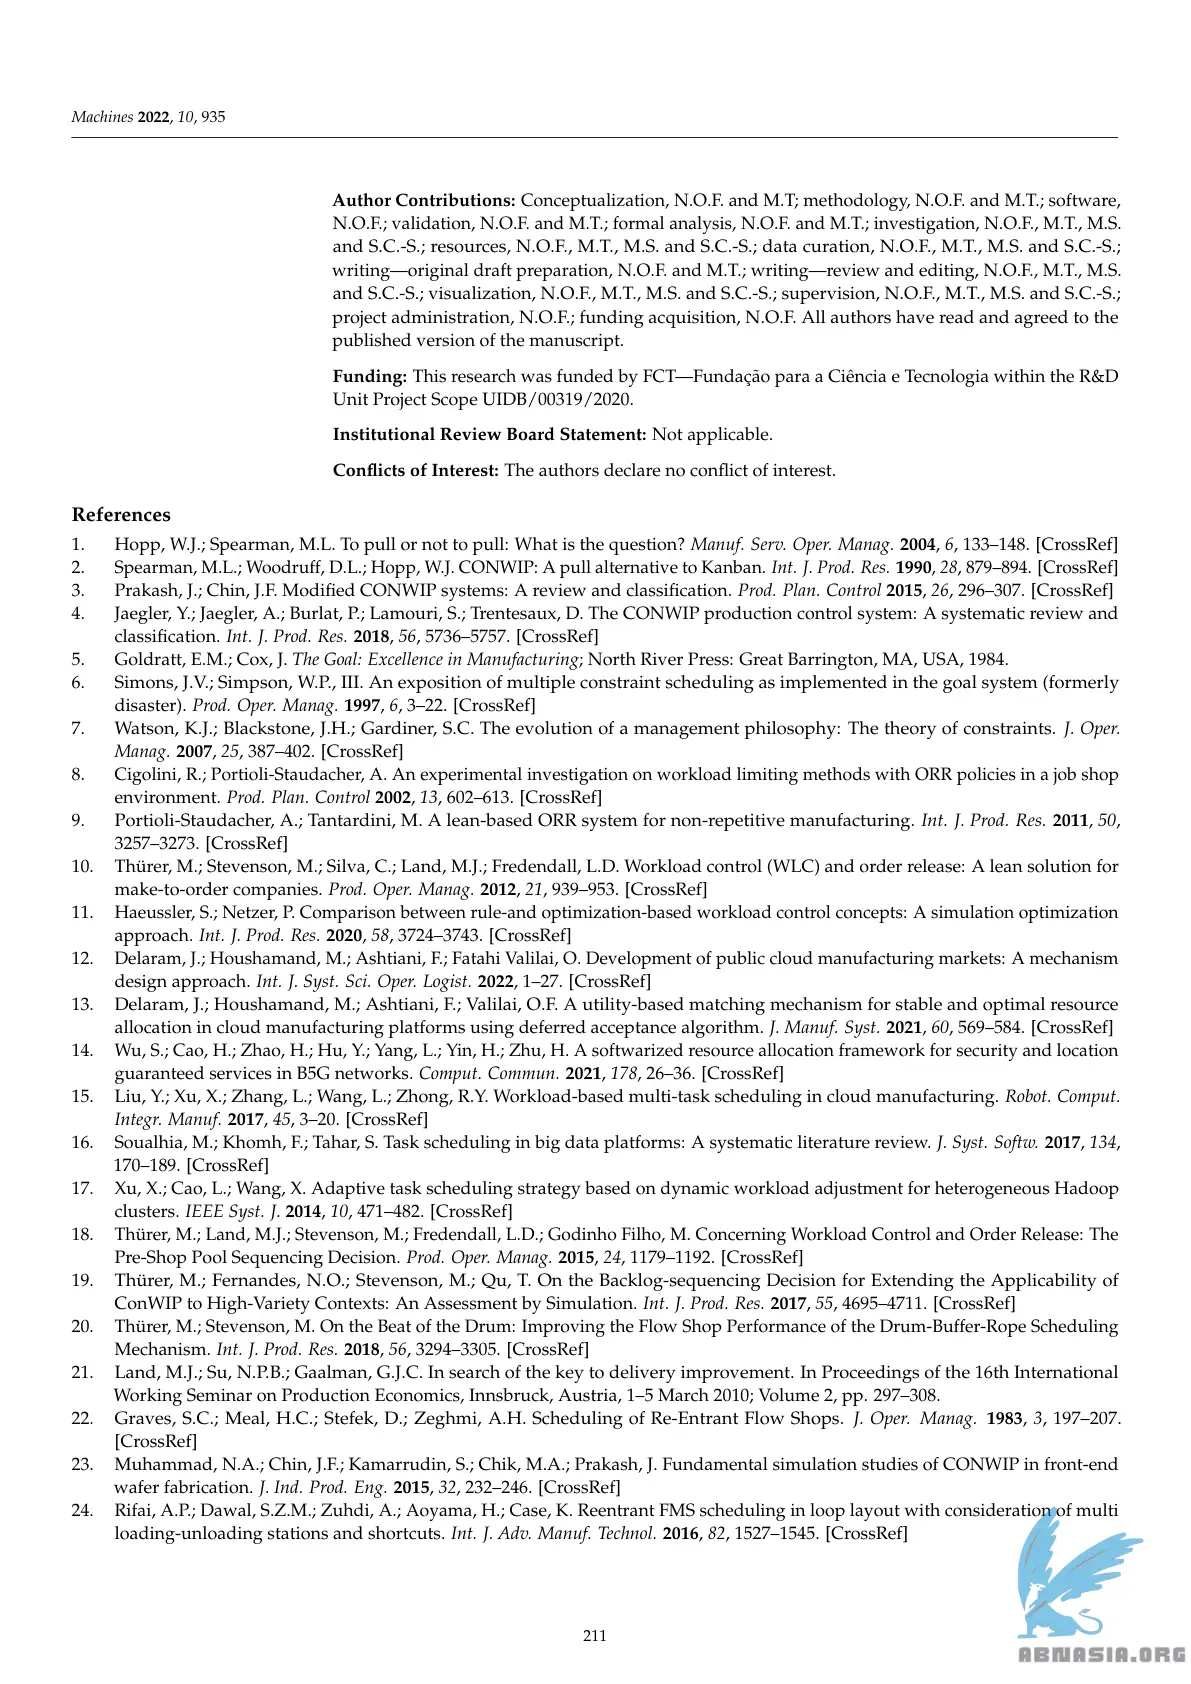 Machines 2022, 10, 935
Author Contributions: Conceptualization, N.O.F. and M.T; methodology, N.O.F. and M.T.; software,
N.O.F.; validation, N.O.F. and M.T.; formal analysis, N.O.F. and M.T.; investigation, N.O.F., M.T., M.S.
and S.C.-S.; resources, N.O.F., M.T., M.S. and S.C.-S.; data curation, N.O.F., M.T., M.S. and S.C.-S.;
writing—original draft preparation, N.O.F. and M.T.; writing—review and editing, N.O.F., M.T., M.S.
and S.C.-S.; visualization, N.O.F., M.T., M.S. and S.C.-S.; supervision, N.O.F., M.T., M.S. and S.C.-S.;
project administration, N.O.F.; funding acquisition, N.O.F. All authors have read and agreed to the
published version of the manuscript.
Funding: This research was funded by FCT—Fundação para a Ciência e Tecnologia within the R&D
Unit Project Scope UIDB/00319/2020.
Institutional Review Board Statement: Not applicable.
Conflicts of Interest: The authors declare no conflict of interest.
References
1. Hopp, W.J.; Spearman, M.L. To pull or not to pull: What is the question? Manuf. Serv. Oper. Manag. 2004, 6, 133–148. [CrossRef]
2. Spearman, M.L.; Woodruff, D.L.; Hopp, W.J. CONWIP: A pull alternative to Kanban. Int. J. Prod. Res. 1990, 28, 879–894. [CrossRef]
3. Prakash, J.; Chin, J.F. Modified CONWIP systems: A review and classification. Prod. Plan. Control 2015, 26, 296–307. [CrossRef]
4. Jaegler, Y.; Jaegler, A.; Burlat, P.; Lamouri, S.; Trentesaux, D. The CONWIP production control system: A systematic review and
classification. Int. J. Prod. Res. 2018, 56, 5736–5757. [CrossRef]
5. Goldratt, E.M.; Cox, J. The Goal: Excellence in Manufacturing; North River Press: Great Barrington, MA, USA, 1984.
6. Simons, J.V.; Simpson, W.P., III. An exposition of multiple constraint scheduling as implemented in the goal system (formerly
disaster). Prod. Oper. Manag. 1997, 6, 3–22. [CrossRef]
7. Watson, K.J.; Blackstone, J.H.; Gardiner, S.C. The evolution of a management philosophy: The theory of constraints. J. Oper.
Manag. 2007, 25, 387–402. [CrossRef]
8. Cigolini, R.; Portioli-Staudacher, A. An experimental investigation on workload limiting methods with ORR policies in a job shop
environment. Prod. Plan. Control 2002, 13, 602–613. [CrossRef]
9. Portioli-Staudacher, A.; Tantardini, M. A lean-based ORR system for non-repetitive manufacturing. Int. J. Prod. Res. 2011, 50,
3257–3273. [CrossRef]
10. Thürer, M.; Stevenson, M.; Silva, C.; Land, M.J.; Fredendall, L.D. Workload control (WLC) and order release: A lean solution for
make-to-order companies. Prod. Oper. Manag. 2012, 21, 939–953. [CrossRef]
11. Haeussler, S.; Netzer, P. Comparison between rule-and optimization-based workload control concepts: A simulation optimization
approach. Int. J. Prod. Res. 2020, 58, 3724–3743. [CrossRef]
12. Delaram, J.; Houshamand, M.; Ashtiani, F.; Fatahi Valilai, O. Development of public cloud manufacturing markets: A mechanism
design approach. Int. J. Syst. Sci. Oper. Logist. 2022, 1–27. [CrossRef]
13. Delaram, J.; Houshamand, M.; Ashtiani, F.; Valilai, O.F. A utility-based matching mechanism for stable and optimal resource
allocation in cloud manufacturing platforms using deferred acceptance algorithm. J. Manuf. Syst. 2021, 60, 569–584. [CrossRef]
14. Wu, S.; Cao, H.; Zhao, H.; Hu, Y.; Yang, L.; Yin, H.; Zhu, H. A softwarized resource allocation framework for security and location
guaranteed services in B5G networks. Comput. Commun. 2021, 178, 26–36. [CrossRef]
15. Liu, Y.; Xu, X.; Zhang, L.; Wang, L.; Zhong, R.Y. Workload-based multi-task scheduling in cloud manufacturing. Robot. Comput.
Integr. Manuf. 2017, 45, 3–20. [CrossRef]
16. Soualhia, M.; Khomh, F.; Tahar, S. Task scheduling in big data platforms: A systematic literature review. J. Syst. Softw. 2017, 134,
170–189. [CrossRef]
17. Xu, X.; Cao, L.; Wang, X. Adaptive task scheduling strategy based on dynamic workload adjustment for heterogeneous Hadoop
clusters. IEEE Syst. J. 2014, 10, 471–482. [CrossRef]
18. Thürer, M.; Land, M.J.; Stevenson, M.; Fredendall, L.D.; Godinho Filho, M. Concerning Workload Control and Order Release: The
Pre-Shop Pool Sequencing Decision. Prod. Oper. Manag. 2015, 24, 1179–1192. [CrossRef]
19. Thürer, M.; Fernandes, N.O.; Stevenson, M.; Qu, T. On the Backlog-sequencing Decision for Extending the Applicability of
ConWIP to High-Variety Contexts: An Assessment by Simulation. Int. J. Prod. Res. 2017, 55, 4695–4711. [CrossRef]
20. Thürer, M.; Stevenson, M. On the Beat of the Drum: Improving the Flow Shop Performance of the Drum-Buffer-Rope Scheduling
Mechanism. Int. J. Prod. Res. 2018, 56, 3294–3305. [CrossRef]
21. Land, M.J.; Su, N.P.B.; Gaalman, G.J.C. In search of the key to delivery improvement. In Proceedings of the 16th International
Working Seminar on Production Economics, Innsbruck, Austria, 1–5 March 2010; Volume 2, pp. 297–308.
22. Graves, S.C.; Meal, H.C.; Stefek, D.; Zeghmi, A.H. Scheduling of Re-Entrant Flow Shops. J. Oper. Manag. 1983, 3, 197–207.
[CrossRef]
23. Muhammad, N.A.; Chin, J.F.; Kamarrudin, S.; Chik, M.A.; Prakash, J. Fundamental simulation studies of CONWIP in front-end
wafer fabrication. J. Ind. Prod. Eng. 2015, 32, 232–246. [CrossRef]
24. Rifai, A.P.; Dawal, S.Z.M.; Zuhdi, A.; Aoyama, H.; Case, K. Reentrant FMS scheduling in loop layout with consideration of multi
loading-unloading stations and shortcuts. Int. J. Adv. Manuf. Technol. 2016, 82, 1527–1545. [CrossRef]
211
ABNASIA.ORG